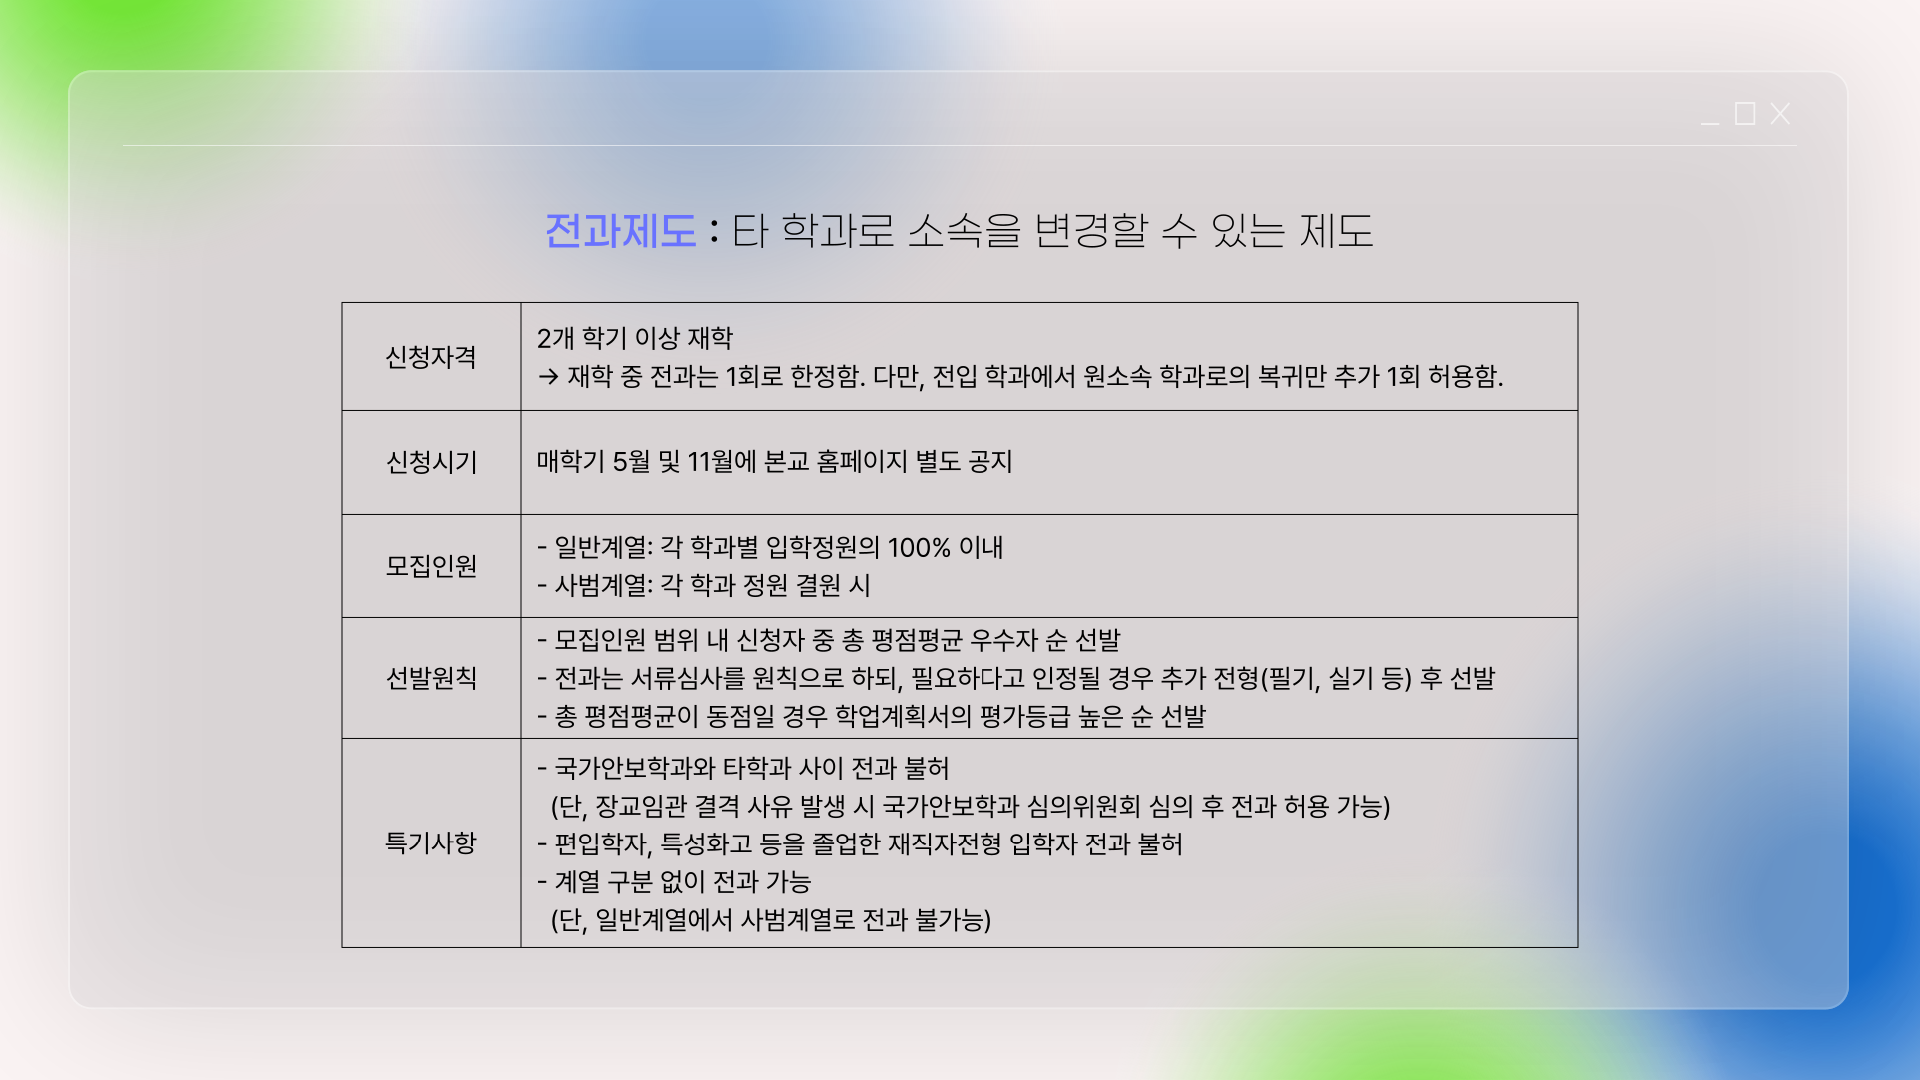 전과제도 : 타 학과로 소속을 변경할 수 있는 제도
신청자격
2개 학기 이상 재학
→ 재학 중 전과는 1회로 한정함. 다만, 전입 학과에서 원소속 학과로의 복귀만 추가 1회 허용함.
신청시기
매학기 5월 및 11월에 본교 홈페이지 별도 공지
모집인원
- 일반계열: 각 학과별 입학정원의 100% 이내
- 사범계열: 각 학과 정원 결원 시
선발원칙
- 모집인원 범위 내 신청자 중 총 평점평균 우수자 순 선발
- 전과는 서류심사를 원칙으로 하되, 필요하다고 인정될 경우 추가 전형(필기, 실기 등) 후 선발
- 총 평점평균이 동점일 경우 학업계획서의 평가등급 높은 순 선발
특기사항
- 국가안보학과와 타학과 사이 전과 불허
(단, 장교임관 결격 사유 발생 시 국가안보학과 심의위원회 심의 후 전과 허용 가능)
- 편입학자, 특성화고 등을 졸업한 재직자전형 입학자 전과 불허
- 계열 구분 없이 전과 가능
(단, 일반계열에서 사범계열로 전과 불가능)